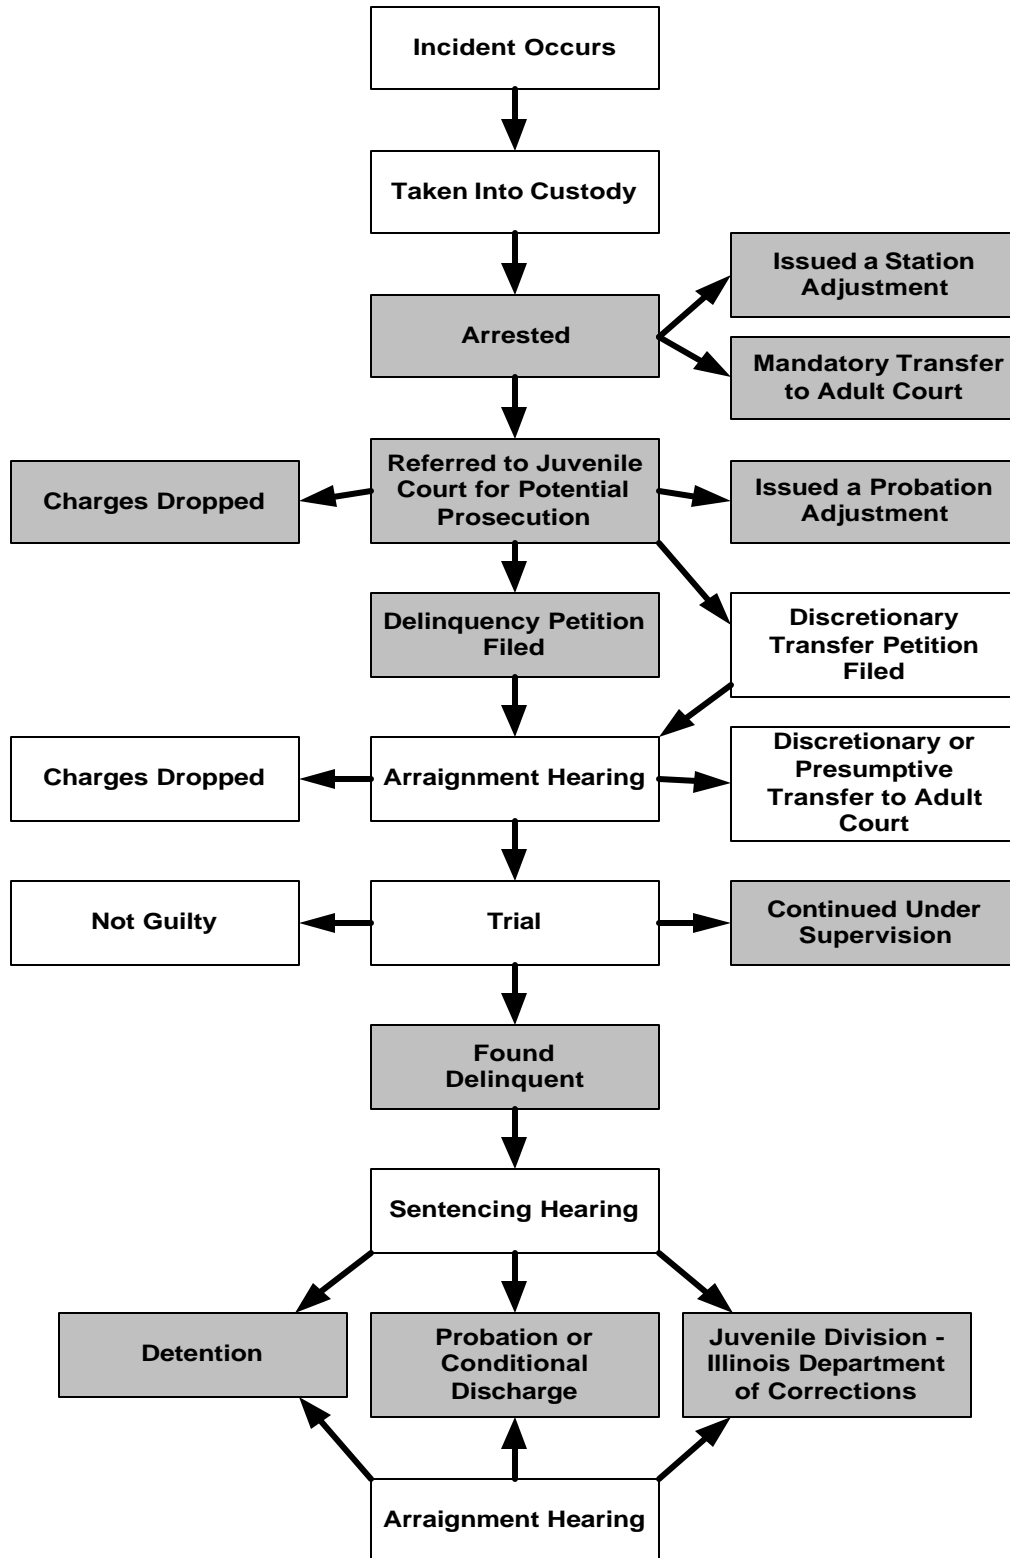 Incident Occurs
Taken Into Custody
Issued a Station
Adjustment
Arrested
Mandatory Transfer
to Adult Court
Charges Dropped
Referred to Juvenile
Court for Potential
Prosecution
Issued a Probation
Adjustment
Delinquency Petition
Filed
Discretionary
Transfer Petition
Filed
Charges Dropped
Arraignment Hearing
Discretionary or
Presumptive
Transfer to Adult
Court
Not Guilty
Trial
Continued Under
Supervision
Found
Delinquent
Sentencing Hearing
Detention
Probation or
Conditional
Discharge
Juvenile Division -
Illinois Department
of Corrections
Arraignment Hearing